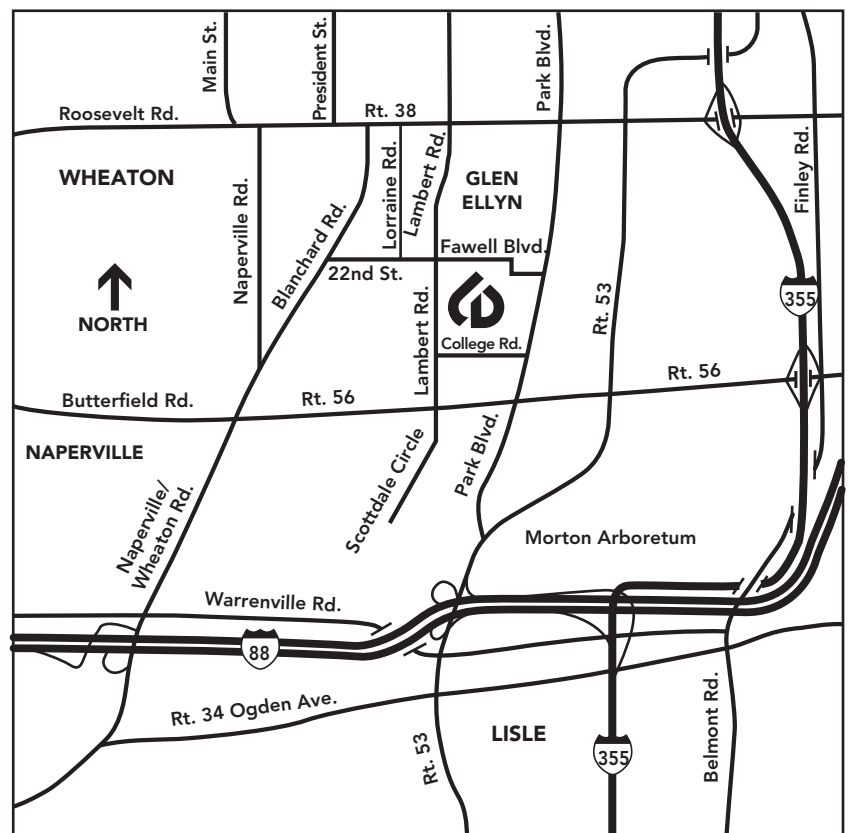 Main St.
President St.
Park Blvd.
Roosevelt Rd.
Rt. 38
WHEATON
Naperville Rd.
Blanchard Rd.
Lorraine Rd.
Lambert Rd.
GLEN
ELLYN
Finley Rd.
Fawell Blvd.
22nd St.
NORTH
Lambert Rd.
College Rd.
Rt. 53
355
Butterfield Rd.
Rt. 56
Rt. 56
NAPERVILLE
Naperville/
Wheaton Rd.
Scottdale Circle
Park Blvd.
Morton Arboretum
Warrenville Rd.
88
Rt. 34 Ogden Ave.
Rt. 53
LISLE
355
Belmont Rd.